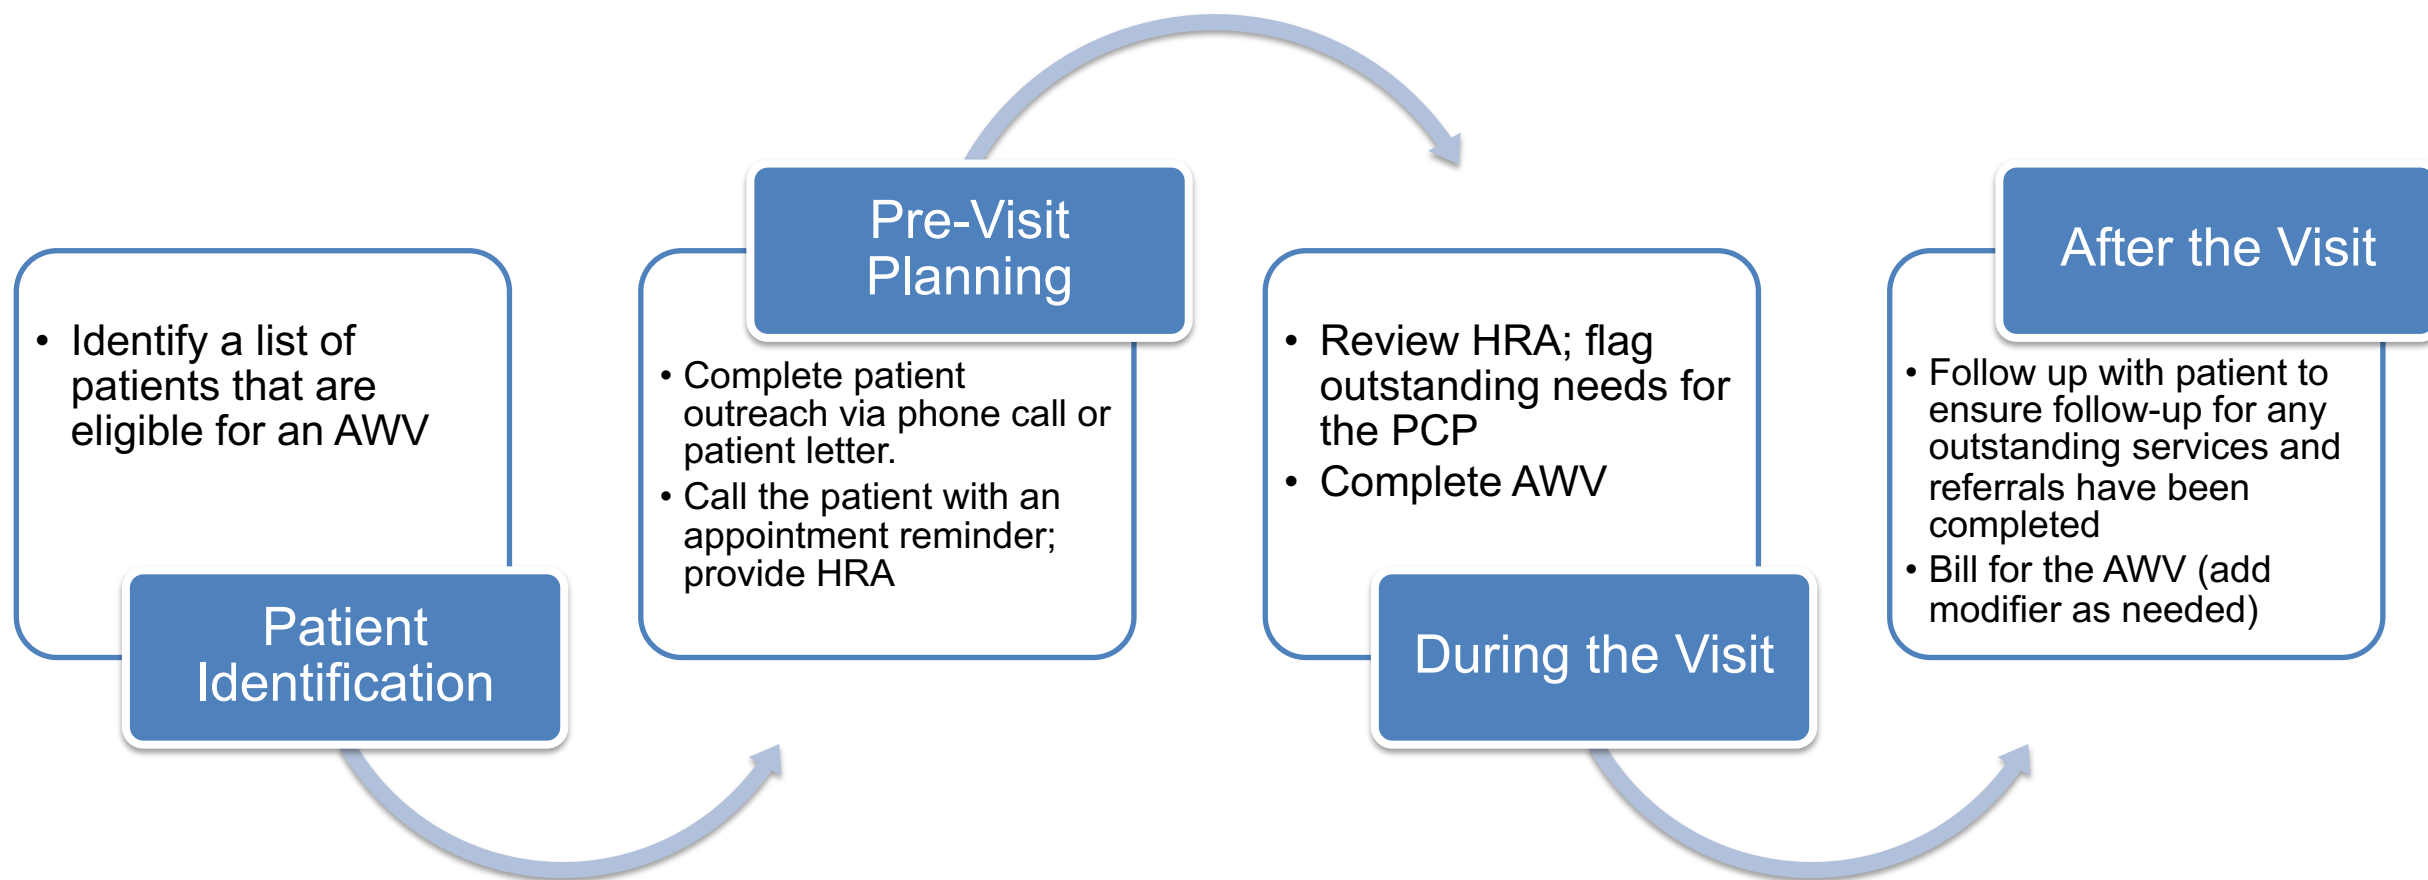 • Identify a list of
patients that are
eligible for an AWV
Patient
Identification
Pre-Visit
Planning
• Complete patient
outreach via phone call or
patient letter.
• Call the patient with an
appointment reminder;
provide HRA
• Review HRA; flag
outstanding needs for
the PCP
• Complete AWV
During the Visit
After the Visit
• Follow up with patient to
ensure follow-up for any
outstanding services and
referrals have been
completed
• Bill for the AWV (add
modifier as needed)